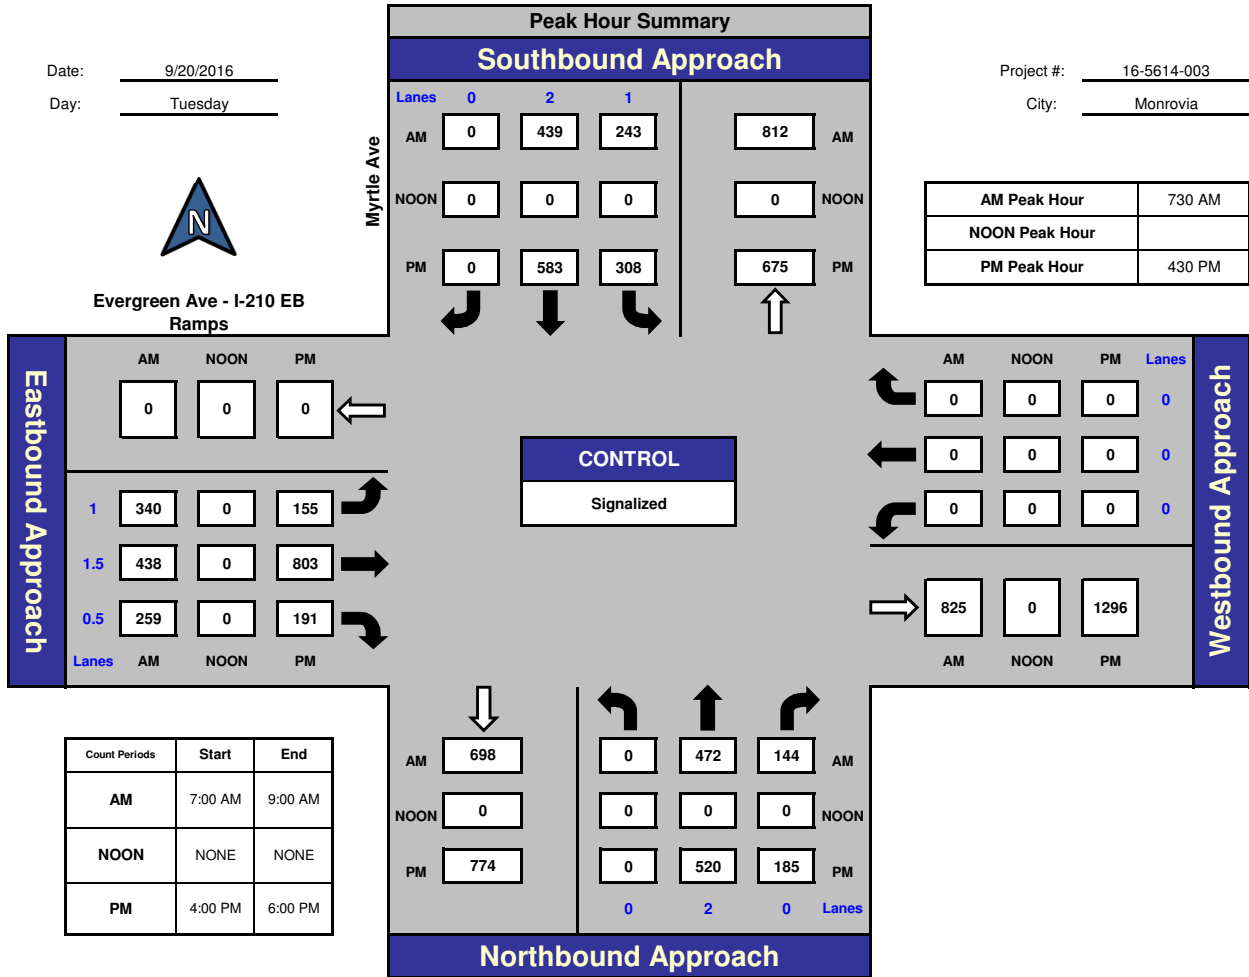 Peak Hour Summary
Southbound Approach
Date: 9/20/2016
Day: Tuesday
Project #: 16-5614-003
City: Monrovia
Lanes 0 2 1
AM 0 439 243 812 AM
Myrtle Ave
NOON 0 0 0 0 NOON
PM 0 583 308 675 PM
N
AM Peak Hour 730 AM
NOON Peak Hour
PM Peak Hour 430 PM
Evergreen Ave - I-210 EB
Ramps
Eastbound Approach
AM NOON PM
0 0 0
1 340 0 155
1.5 438 0 803
0.5 259 0 191
Lanes AM NOON PM
CONTROL
Signalized
AM NOON PM Lanes
0 0 0 0
0 0 0 0
0 0 0 0
825 0 1296
AM NOON PM
Westbound Approach
Count Periods Start End
AM 7:00 AM 9:00 AM
NOON NONE NONE
PM 4:00 PM 6:00 PM
AM 698 0 472 144 AM
NOON 0 0 0 0 NOON
PM 774 0 520 185 PM
0 2 0 Lanes
Northbound Approach